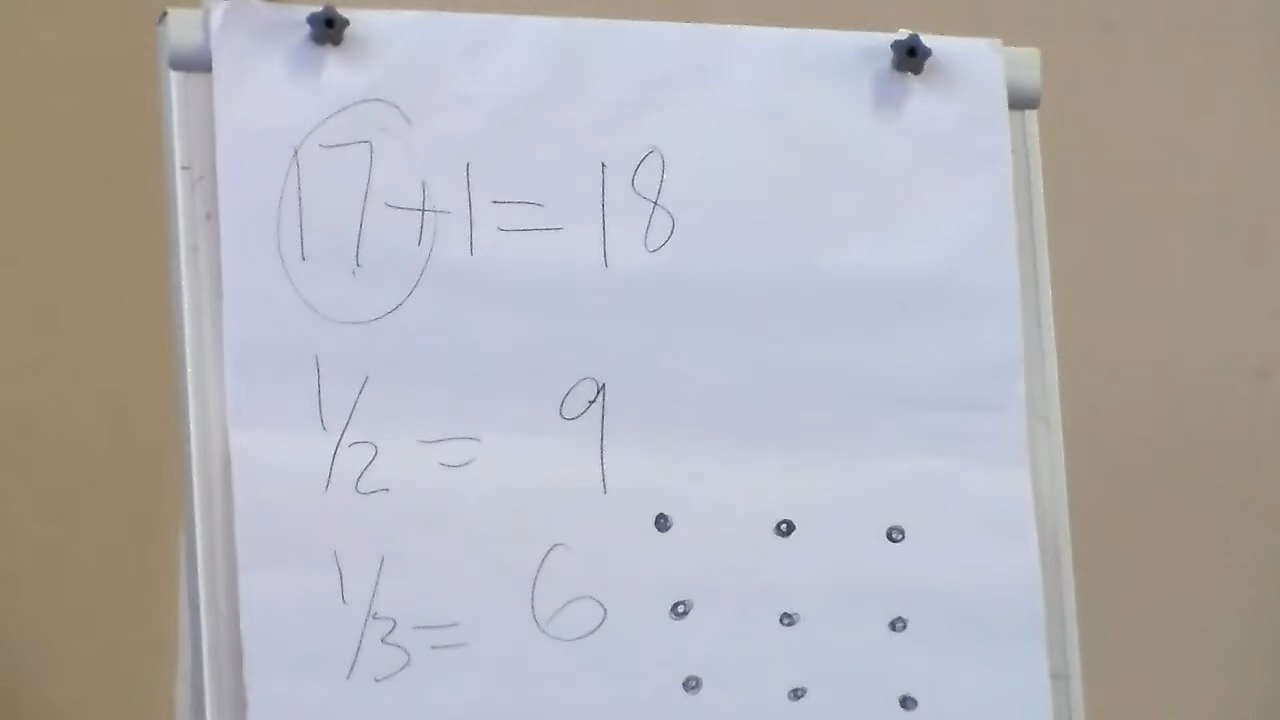 17+1=18
1/2 = 9
1/3 = 6